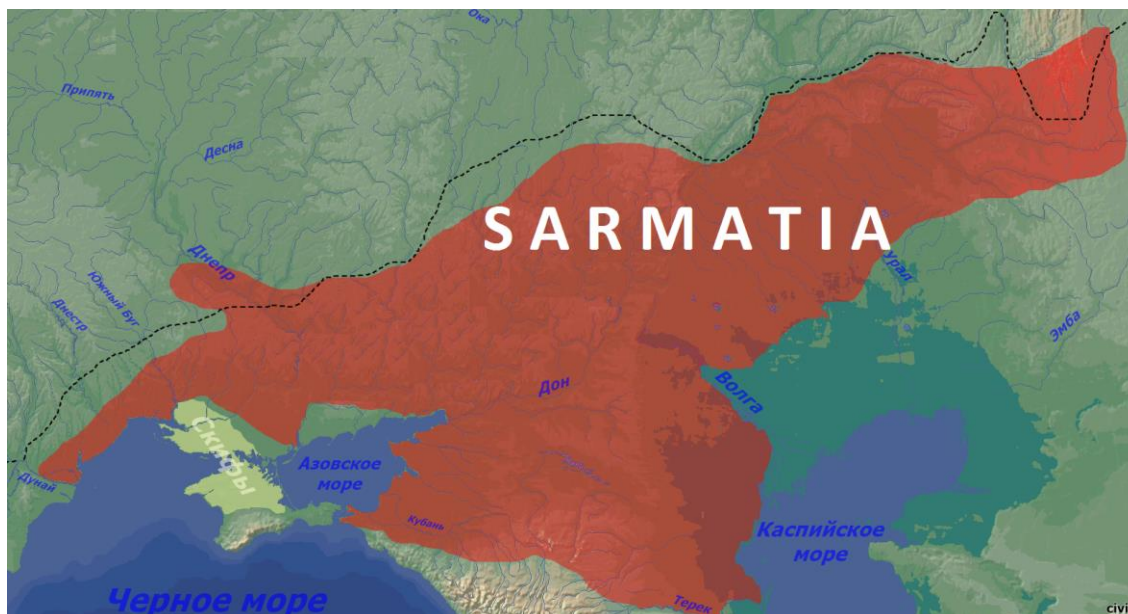 Ока
Припять
Десна
SARMATIA
Днепр
Южный Буг
Днестр
Урал
Эмба
Дон
Волга
Скифы
Азовское
море
Дунай
Кубань
Каспийское
море
Терек
Черное море
civi